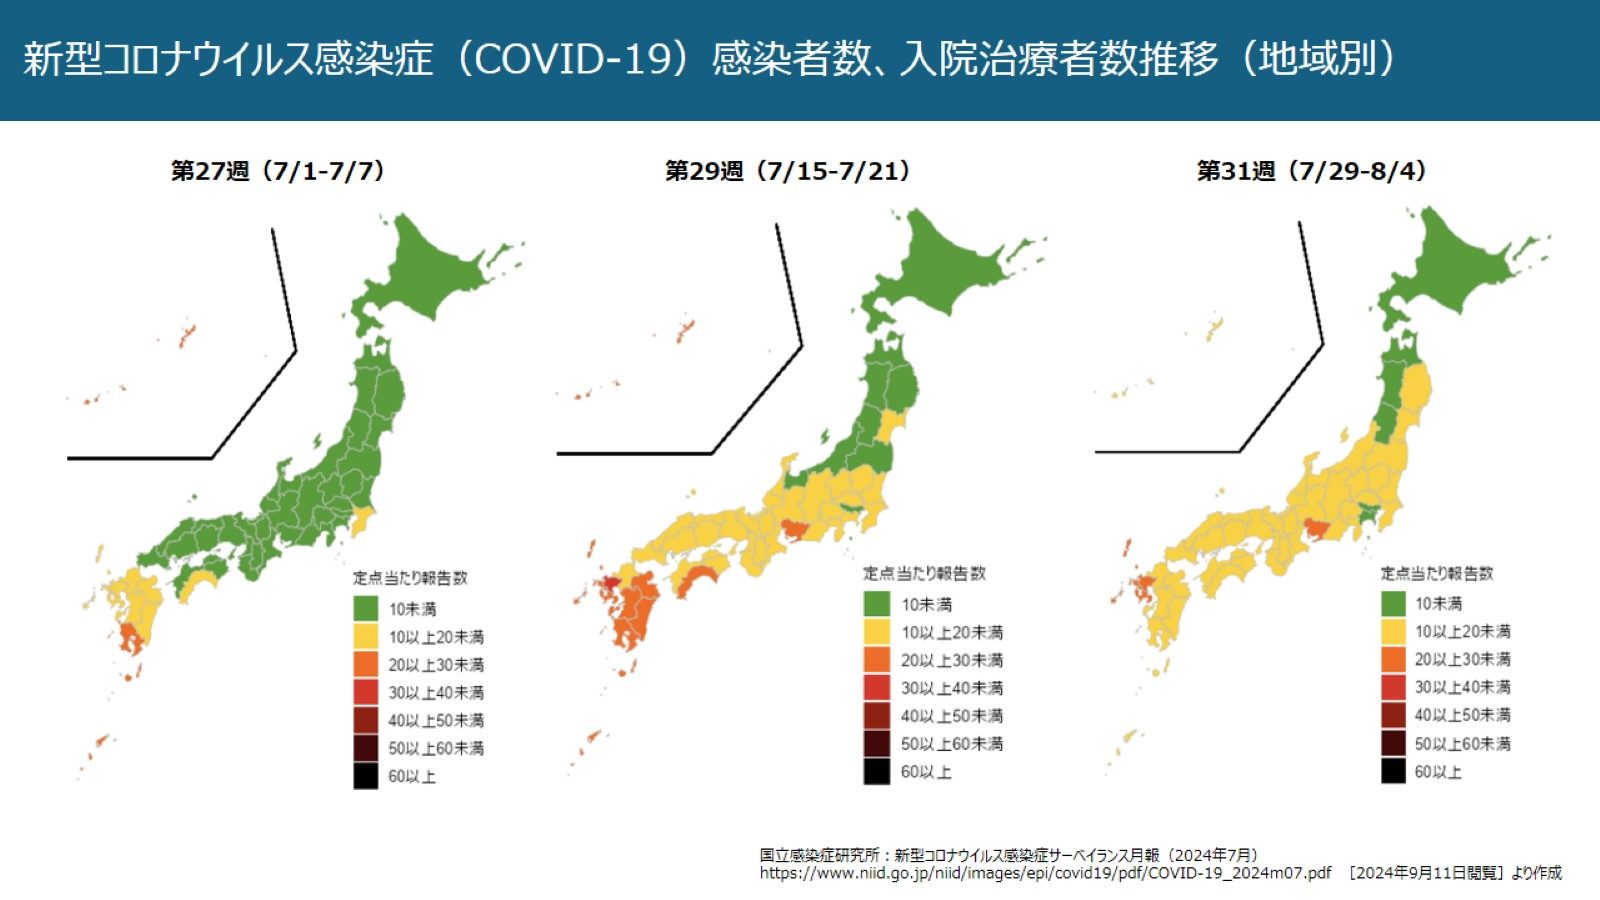 新型コロナウイルス感染症（COVID-19）感染者数、入院治療者数推移（地域別）
第27週（7/1-7/7）
第29週（7/15-7/21）
第31週（7/29-8/4）
定点当たり報告数
10未満
10以上20未満
20以上30未満
30以上40未満
40以上50未満
50以上60未満
60以上
定点当たり報告数
10未満
10以上20未満
20以上30未満
30以上40未満
40以上50未満
50以上60未満
60以上
定点当たり報告数
10未満
10以上20未満
20以上30未満
30以上40未満
40以上50未満
50以上60未満
60以上
国立感染症研究所：新型コロナウイルス感染症サーベイランス月報（2024年7月）
https://www.niid.go.jp/niid/images/epi/covid19/pdf/COVID-19_2024m07.pdf ［2024年9月11日閲覧］より作成